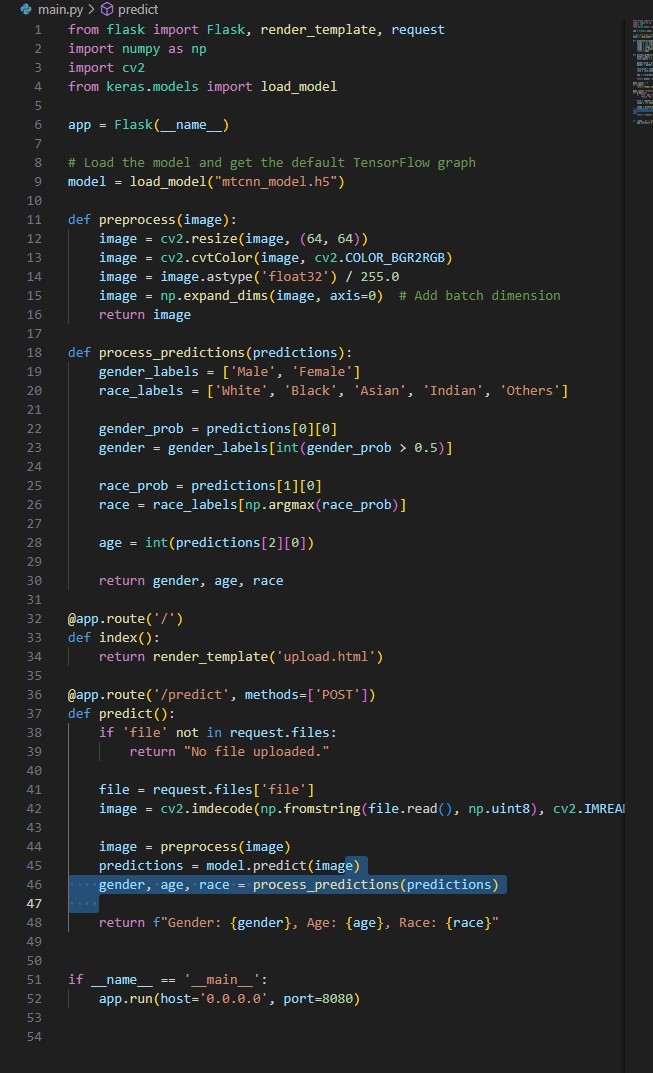 main.py > predict
1 from flask import Flask, render_template, request
2 import numpy as np
3 import cv2
4 from keras.models import load_model
5
6 app = Flask(__name__)
7
8 # Load the model and get the default TensorFlow graph
9 model = load_model("mtcnn_model.h5")
10
11 def preprocess(image):
12     image = cv2.resize(image, (64, 64))
13     image = cv2.cvtColor(image, cv2.COLOR_BGR2RGB)
14     image = image.astype('float32') / 255.0
15     image = np.expand_dims(image, axis=0)  # Add batch dimension
16     return image
17
18 def process_predictions(predictions):
19     gender_labels = ['Male', 'Female']
20     race_labels = ['White', 'Black', 'Asian', 'Indian', 'Others']
21
22     gender_prob = predictions[0][0]
23     gender = gender_labels[int(gender_prob > 0.5)]
24
25     race_prob = predictions[1][0]
26     race = race_labels[np.argmax(race_prob)]
27
28     age = int(predictions[2][0])
29
30     return gender, age, race
31
32 @app.route('/')
33 def index():
34     return render_template('upload.html')
35
36 @app.route('/predict', methods=['POST'])
37 def predict():
38     if 'file' not in request.files:
39         return "No file uploaded."
40
41     file = request.files['file']
42     image = cv2.imdecode(np.fromstring(file.read(), np.uint8), cv2.IMREA
43
44     image = preprocess(image)
45     predictions = model.predict(image)
46     gender, age, race = process_predictions(predictions)
47
48     return f"Gender: {gender}, Age: {age}, Race: {race}"
49
50
51 if __name__ == '__main__':
52     app.run(host='0.0.0.0', port=8080)
53
54